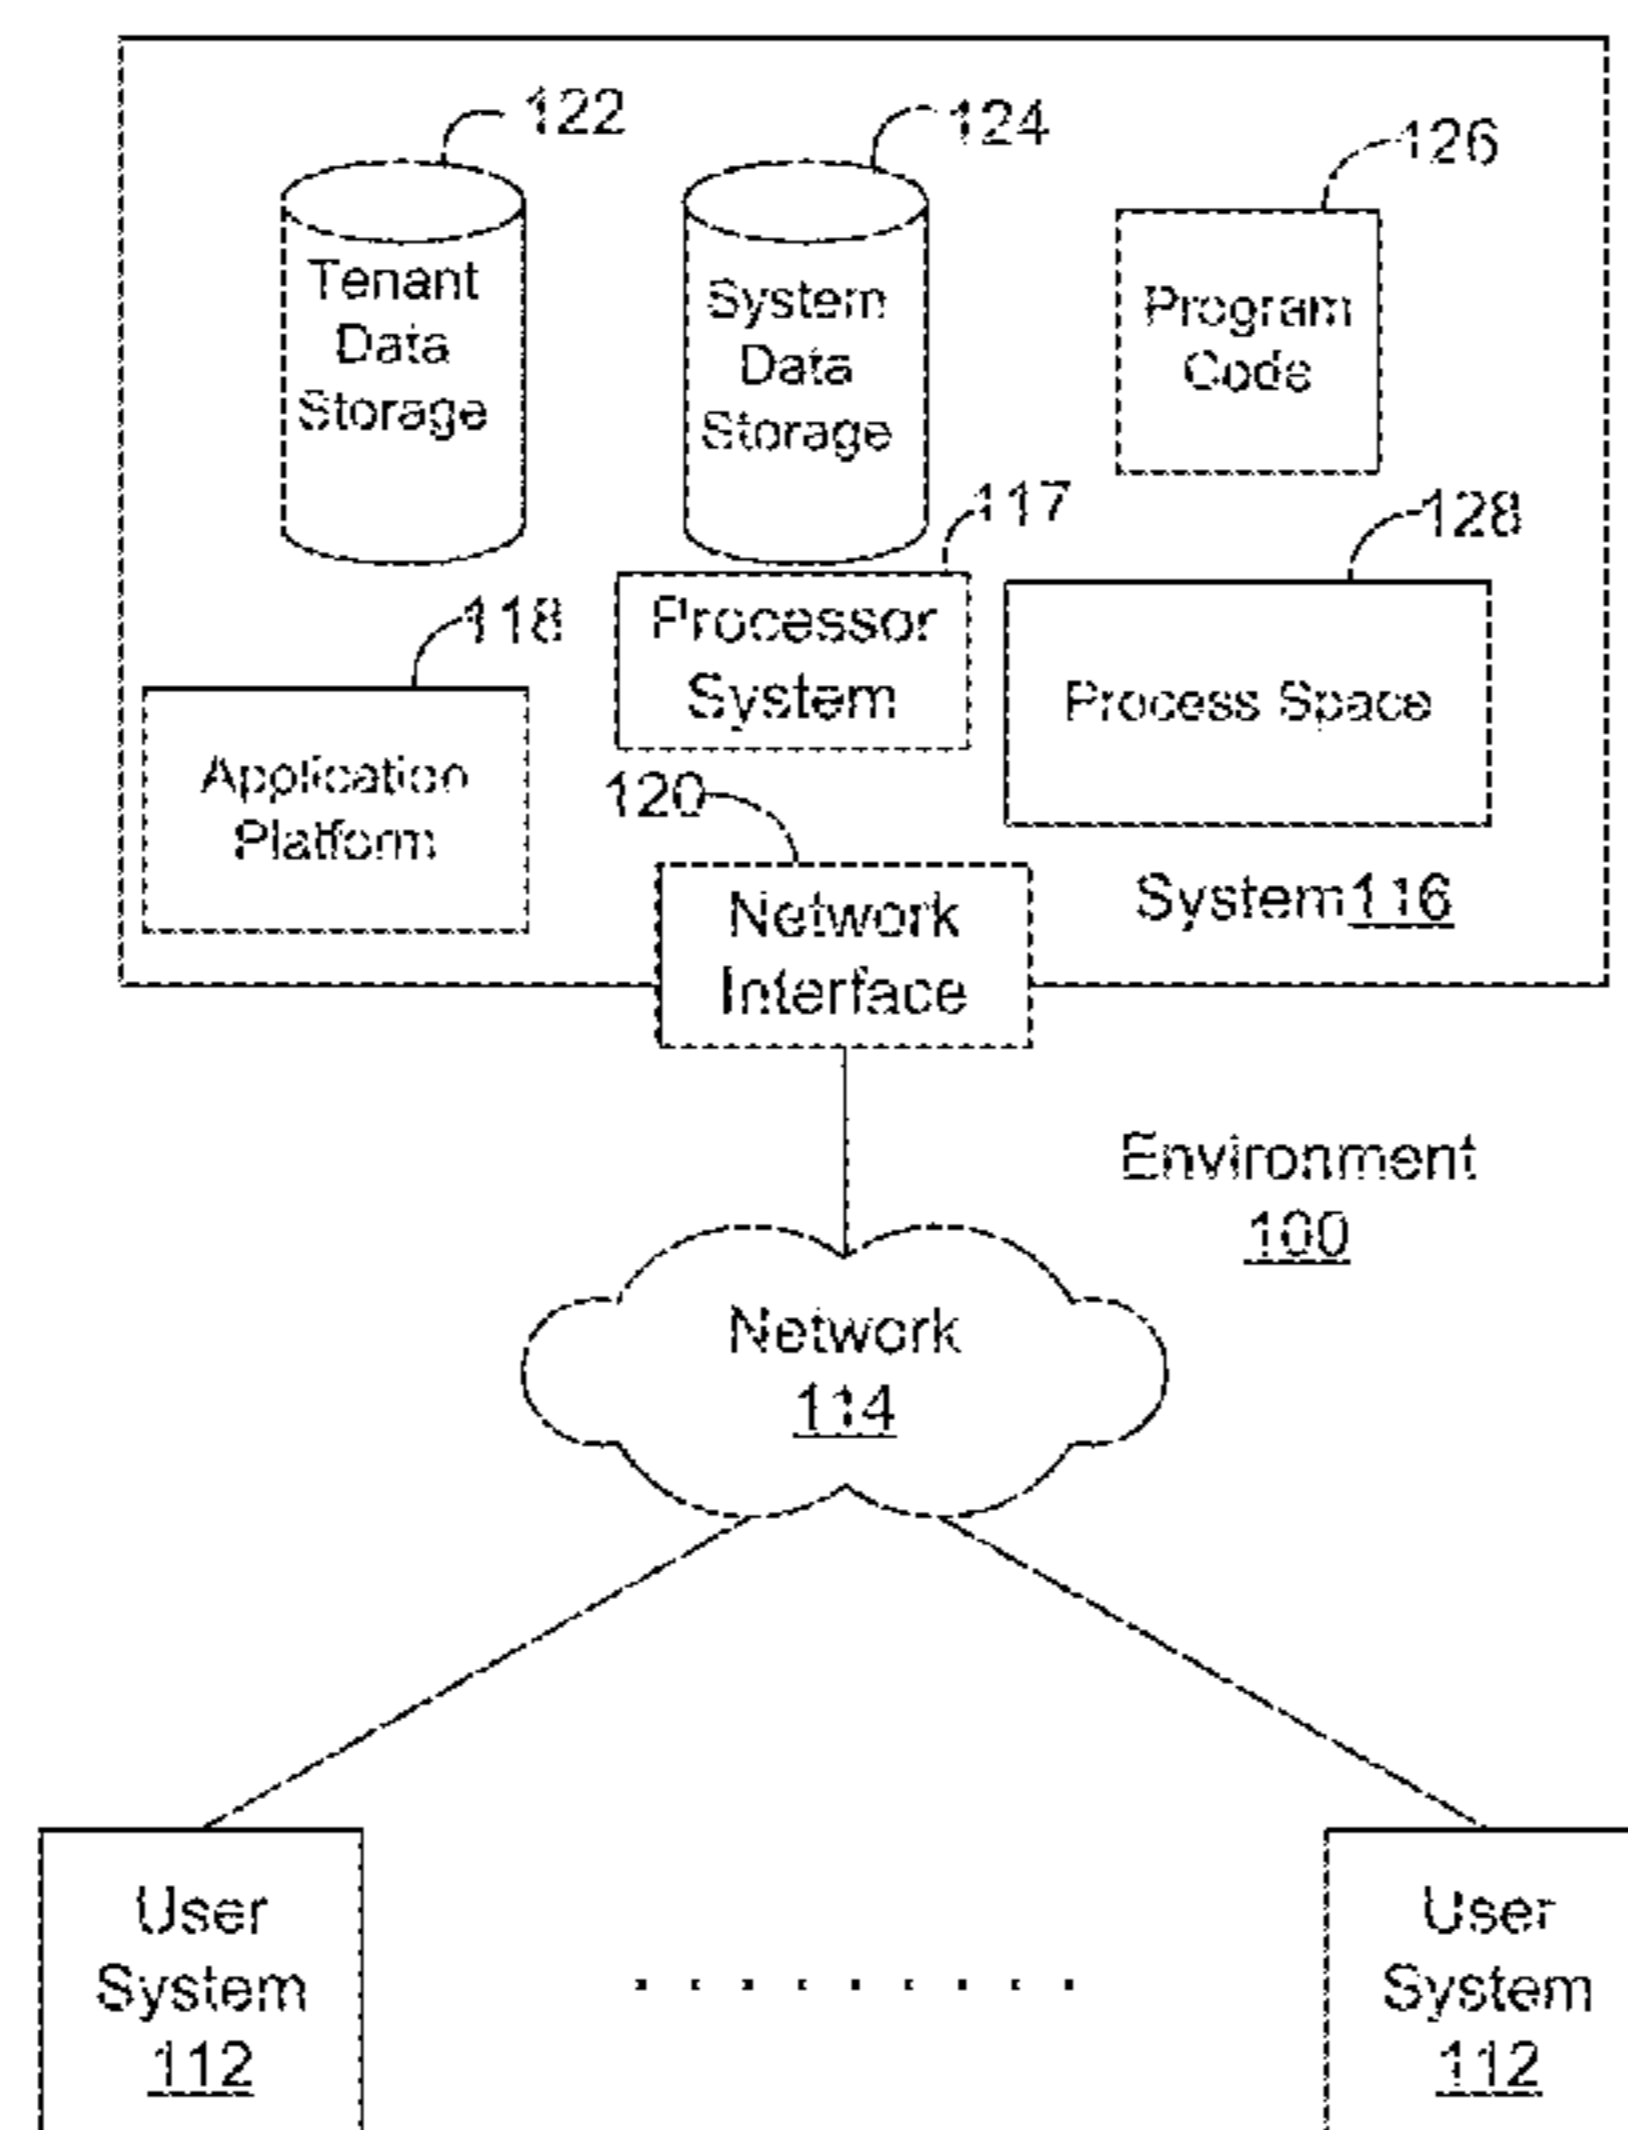 122
124
126
Tenant
Data
Storage
System
Data
Storage
Program
Code
117
128
118
Processor
System
Process Space
Application
Platform
120
Network
Interface
System 116
Environment
100
Network
114
User
System
112
. . . . . . . . .
User
System
112